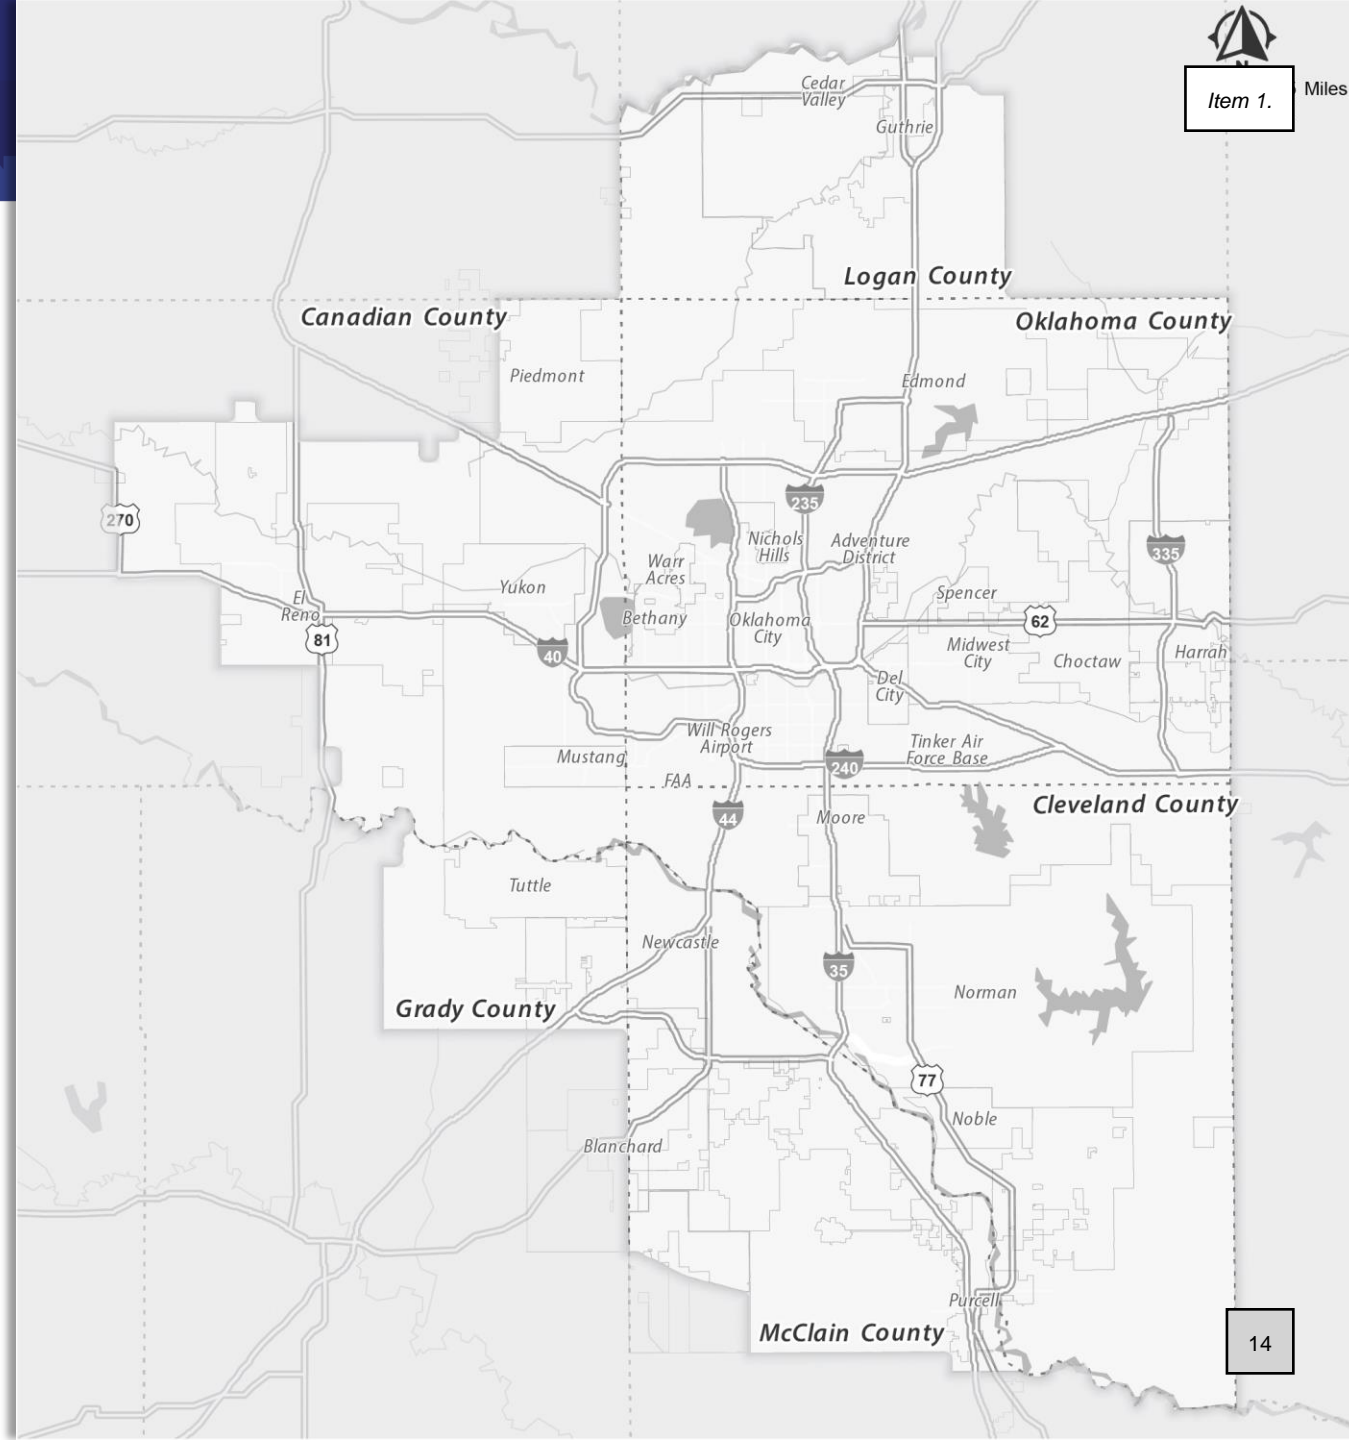 Cedar
Valley
Item 1.
Miles
Guthrie
Logan County
Canadian County
Oklahoma County
Piedmont
Edmond
235
270
Nichols
Hills
Adventure
District
335
Warr
Acres
Yukon
Spencer
El
Reno
Bethany
Oklahoma
City
62
81
40
Midwest
City
Choctaw
Harrah
Del
City
Will Rogers
Airport
Mustang
Tinker Air
Force Base
240
FAA
Cleveland County
44
Moore
Tuttle
Newcastle
35
Norman
Grady County
77
Noble
Blanchard
Purcell
McClain County
14